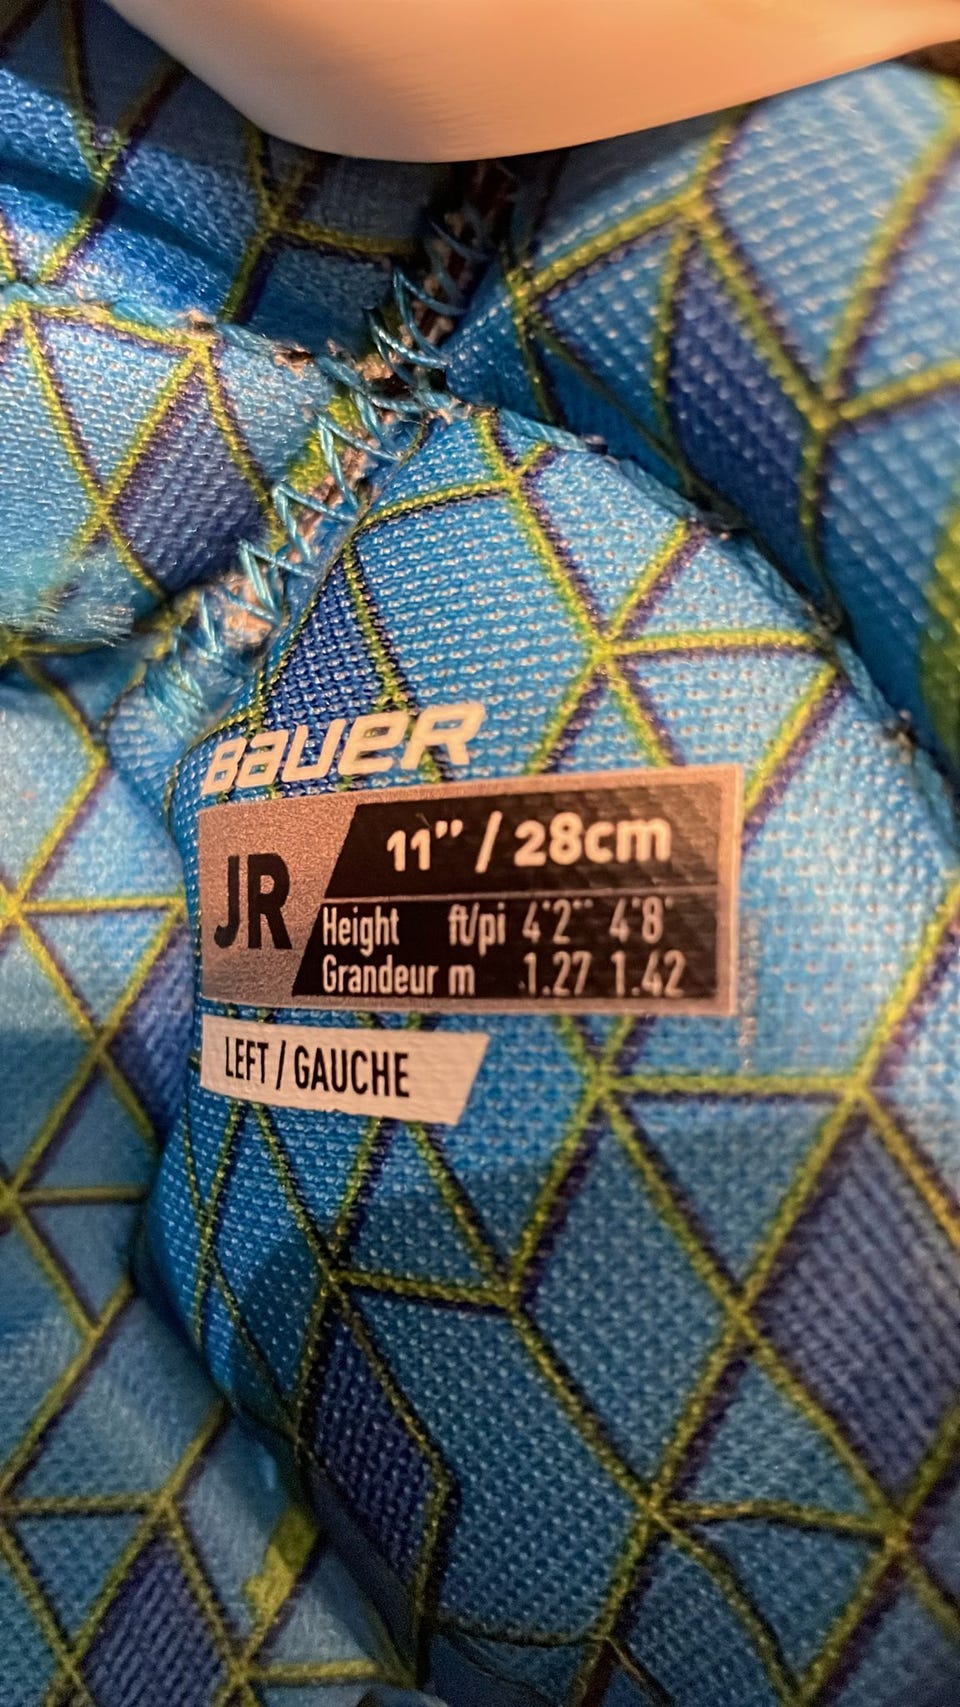 BAUER
JR
11" / 28cm
Height ft/pi 4'2" 4'8"
Grandeur m 1.27 1.42
LEFT / GAUCHE